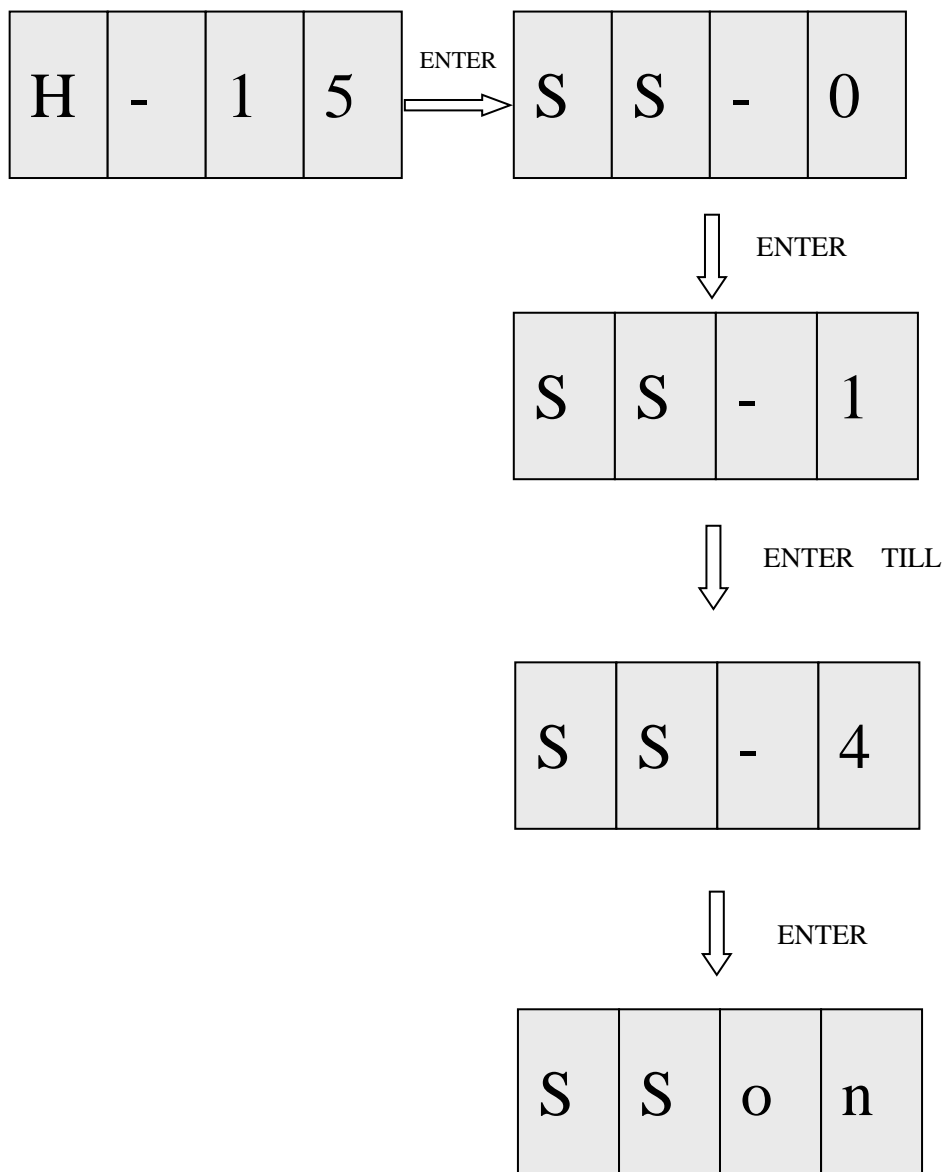 H - 1 5 ENTER S S - 0
ENTER
S S - 1
ENTER TILL
S S - 4
ENTER
S S o n